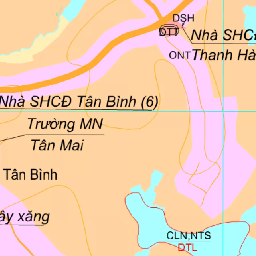 DSH
DTT
Nhà SHCĐ
ONT
Thanh Hà
Nhà SHCĐ Tân Bình (6)
Trường MN
Tân Mai
Tân Bình
ây xăng
CLN.NTS
DTL